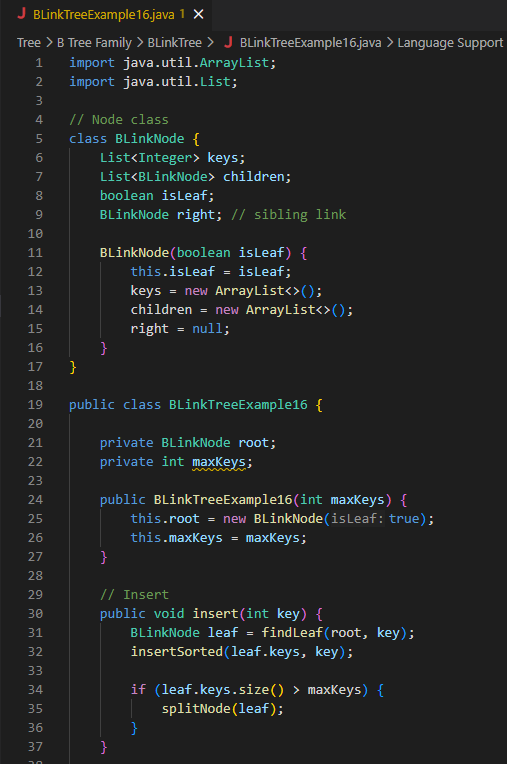 BLinkTreeExample16.java 1
Tree > B Tree Family > BLinkTree > BLinkTreeExample16.java > Language Support
1 import java.util.ArrayList;
2 import java.util.List;
3
4 // Node class
5 class BLinkNode {
6     List<Integer> keys;
7     List<BLinkNode> children;
8     boolean isLeaf;
9     BLinkNode right; // sibling link
10
11     BLinkNode(boolean isLeaf) {
12         this.isLeaf = isLeaf;
13         keys = new ArrayList<>();
14         children = new ArrayList<>();
15         right = null;
16     }
17 }
18
19 public class BLinkTreeExample16 {
20
21     private BLinkNode root;
22     private int maxKeys;
23
24     public BLinkTreeExample16(int maxKeys) {
25         this.root = new BLinkNode(isLeaf:true);
26         this.maxKeys = maxKeys;
27     }
28
29     // Insert
30     public void insert(int key) {
31         BLinkNode leaf = findLeaf(root, key);
32         insertSorted(leaf.keys, key);
33
34         if (leaf.keys.size() > maxKeys) {
35             splitNode(leaf);
36         }
37     }
38